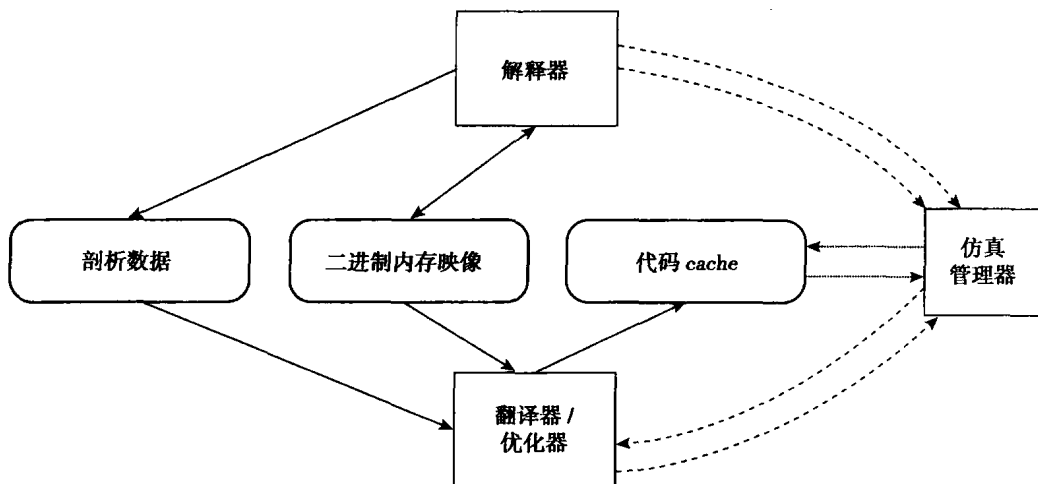 解释器
剖析数据
二进制内存映像
代码 cache
仿真
管理器
翻译器 /
优化器